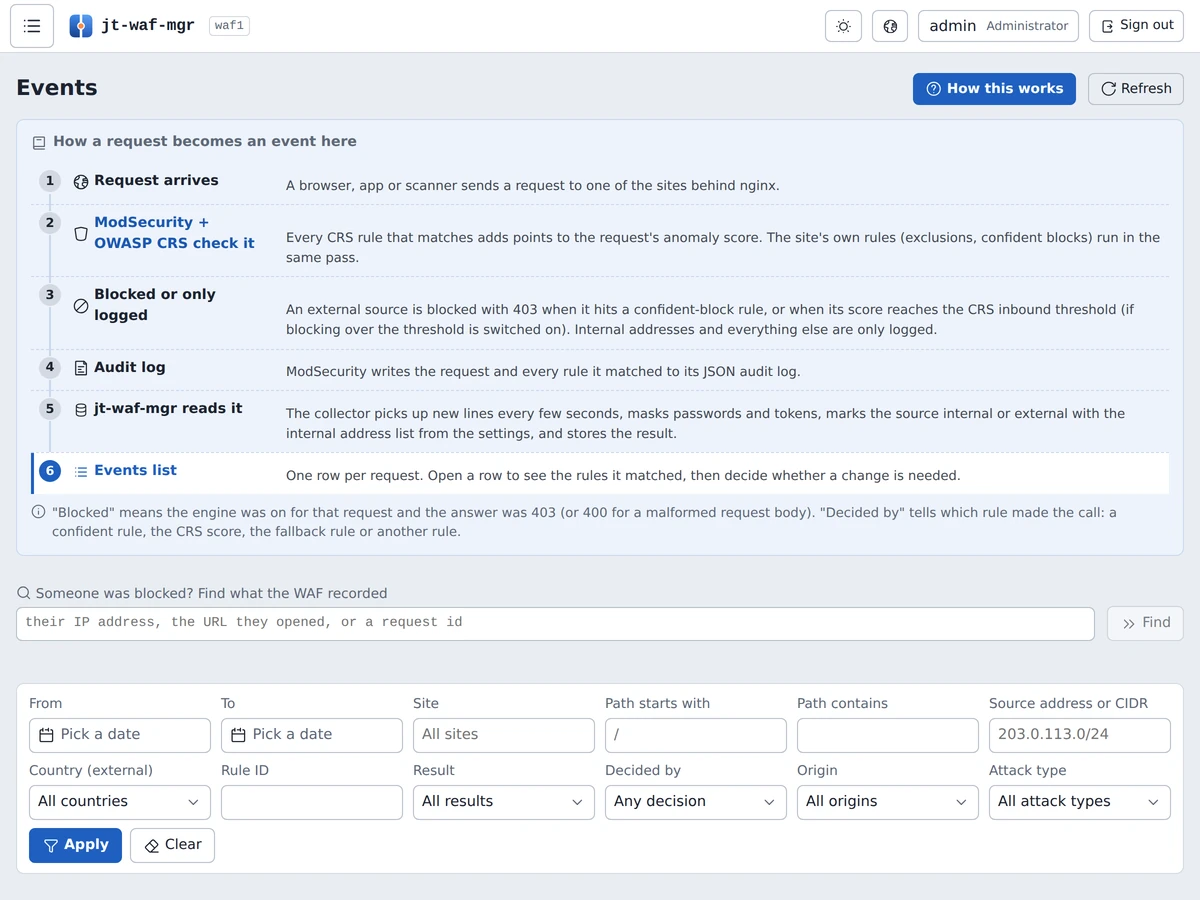 jt-waf-mgr waf1
admin Administrator Sign out
Events
How this works Refresh
How a request becomes an event here
1 Request arrives
A browser, app or scanner sends a request to one of the sites behind nginx.
2 ModSecurity +
OWASP CRS check it
Every CRS rule that matches adds points to the request's anomaly score. The site's own rules (exclusions, confident blocks) run in the
same pass.
3 Blocked or only
logged
An external source is blocked with 403 when it hits a confident-block rule, or when its score reaches the CRS inbound threshold (if
blocking over the threshold is switched on). Internal addresses and everything else are only logged.
4 Audit log
ModSecurity writes the request and every rule it matched to its JSON audit log.
5 jt-waf-mgr reads it
The collector picks up new lines every few seconds, masks passwords and tokens, marks the source internal or external with the
internal address list from the settings, and stores the result.
6 Events list
One row per request. Open a row to see the rules it matched, then decide whether a change is needed.
"Blocked" means the engine was on for that request and the answer was 403 (or 400 for a malformed request body). "Decided by" tells which rule made the call: a
confident rule, the CRS score, the fallback rule or another rule.
Someone was blocked? Find what the WAF recorded
their IP address, the URL they opened, or a request id
Find
From To Site Path starts with Path contains Source address or CIDR
Pick a date Pick a date All sites / 203.0.113.0/24
Country (external) Rule ID Result Decided by Origin Attack type
All countries All results Any decision All origins All attack types
Apply Clear